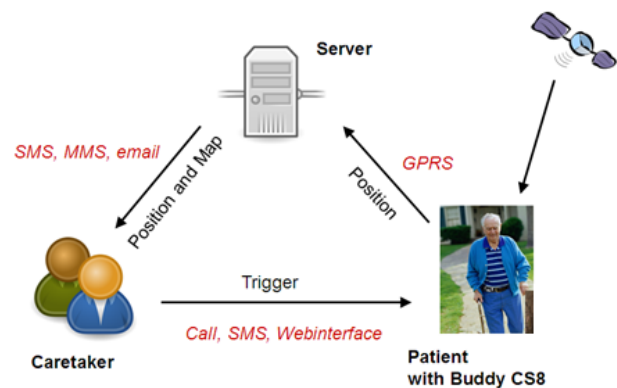 Server
SMS, MMS, email
Position and Map
GPRS
Position
Trigger
Call, SMS, Webinterface
Caretaker
Patient
with Buddy CS8